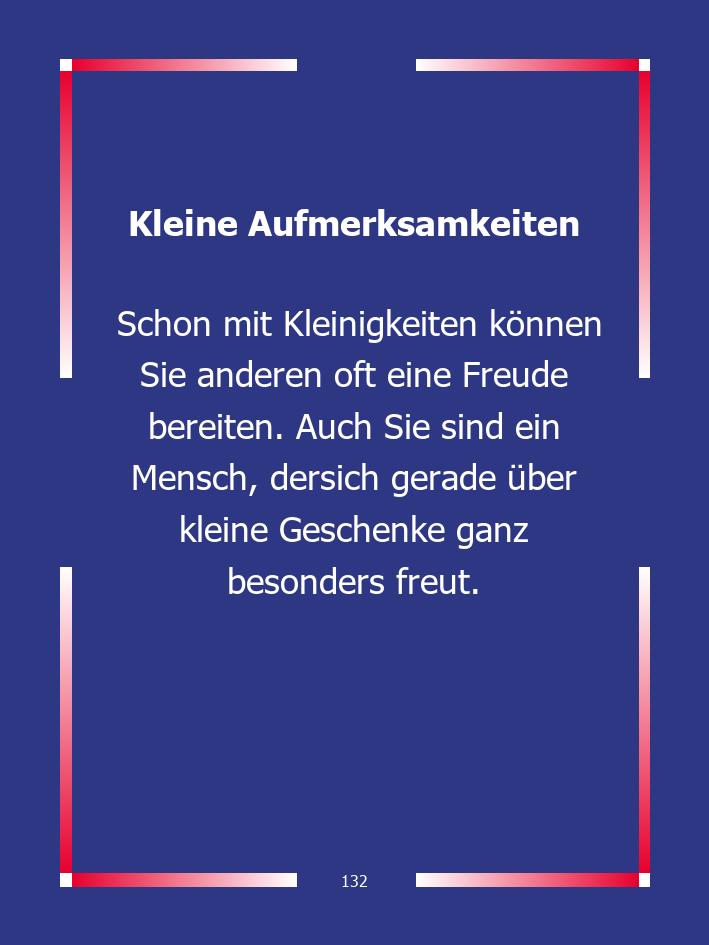 Kleine Aufmerksamkeiten
Schon mit Kleinigkeiten können
Sie anderen oft eine Freude
bereiten. Auch Sie sind ein
Mensch, dersich gerade über
kleine Geschenke ganz
besonders freut.
132